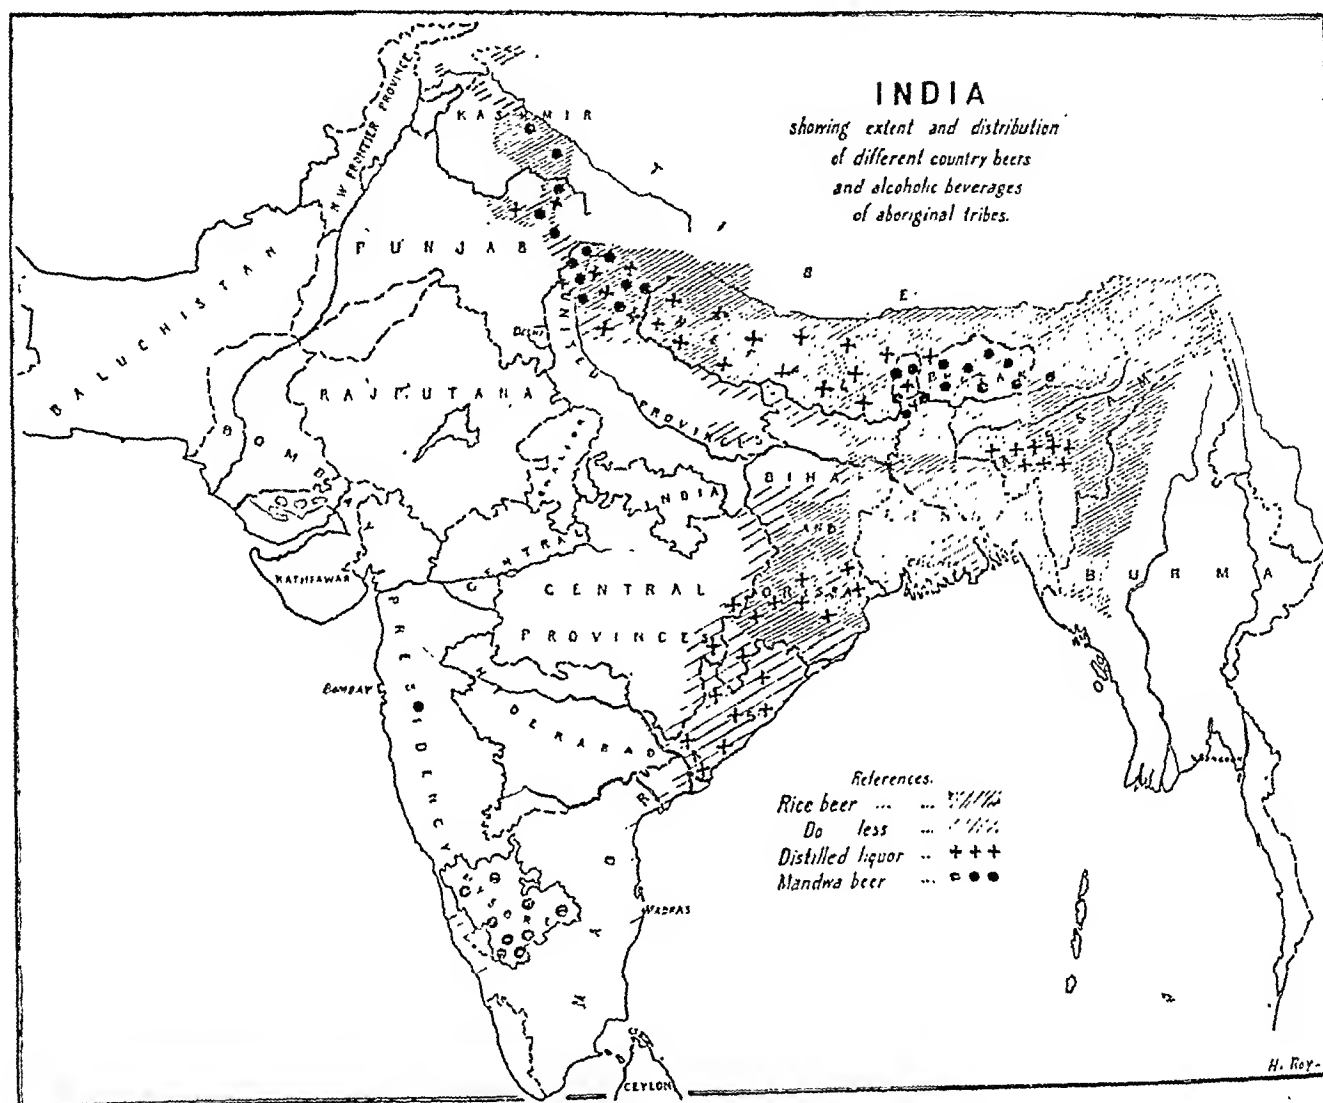 INDIA
showing extent and distribution
of different country beers
and alcoholic beverages
of aboriginal tribes.
N.W FRONTIER PROVINCE
KASHMIR
T
B
E
PUNJAB
BALUCHISTAN
DELHI
UNITED PROVINCES
RAJPUTANA
BOMBAY
PRESIDENCY
KATHIAWAR
CENTRAL
INDIA
BIHA
AND
ORISSA
ASSAM
BURMA
CENTRAL
PROVINCES
BOMBAY
HYDERABAD
References.
Rice beer ... ...
Do less ...
Distilled liquor .. + + +
Mandwa beer ...
MYSORE
MADRAS
CEYLON
H. Roy.